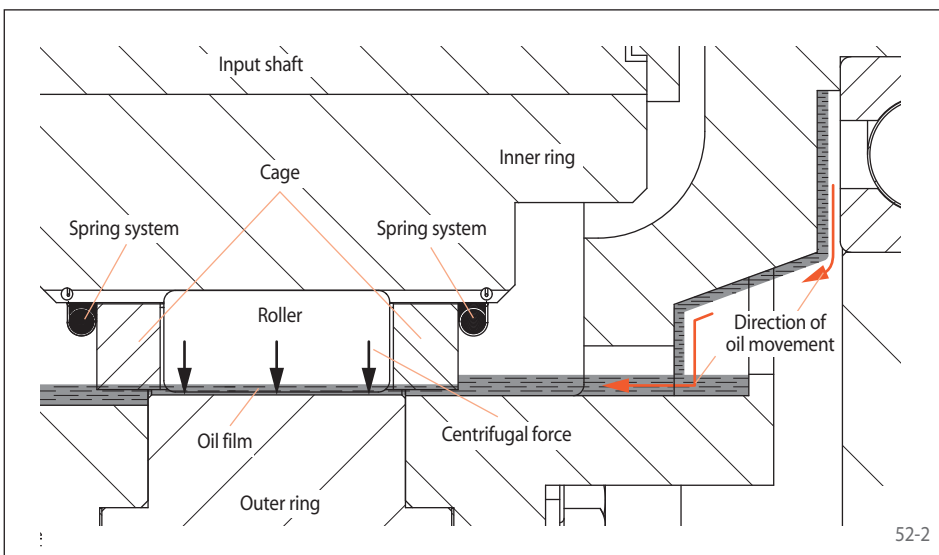 Input shaft
Inner ring
Cage
Spring system
Spring system
Roller
Direction of
oil movement
Oil film
Centrifugal force
Outer ring
52-2